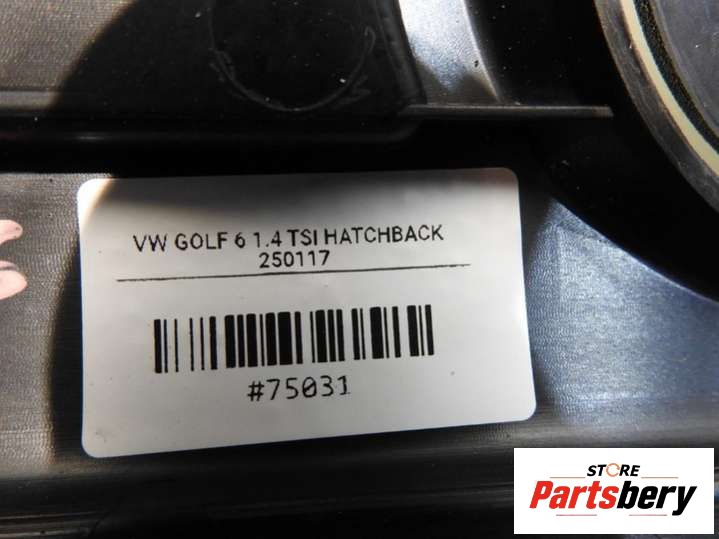 VW GOLF 6 1.4 TSI HATCHBACK
250117
#75031
STORE
Partsbery